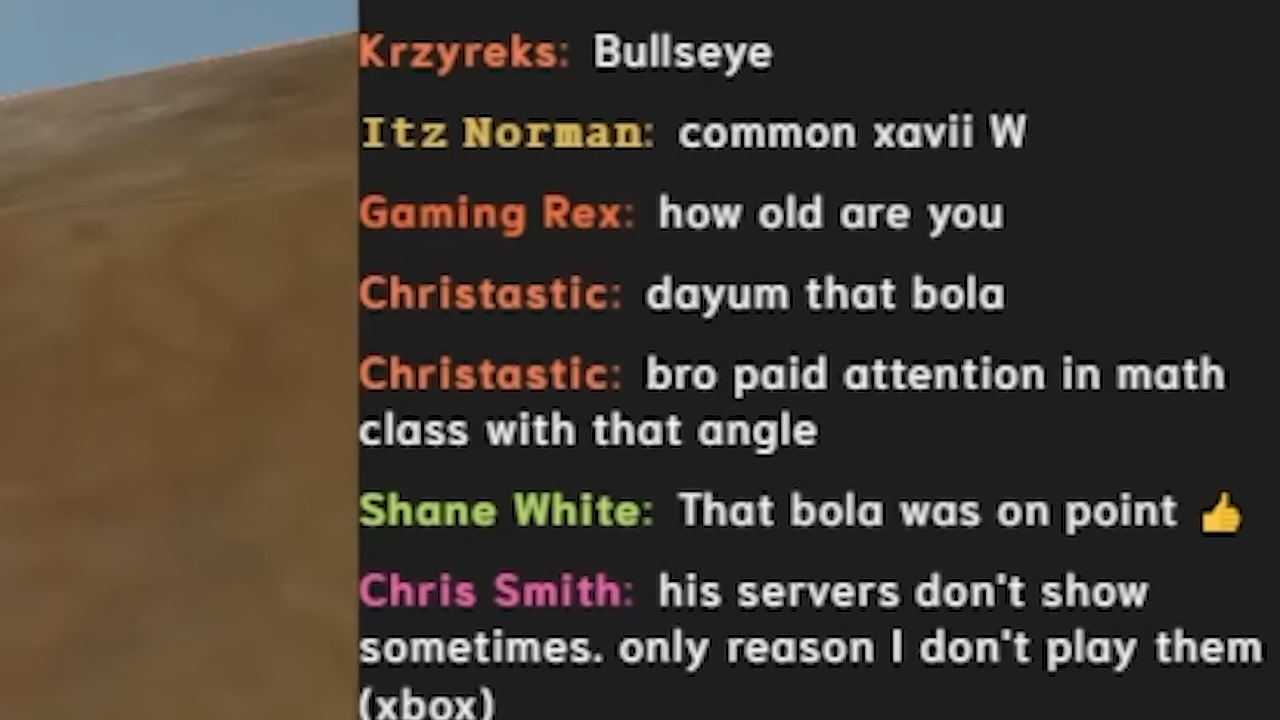 Krzyreks: Bullseye
Itz Norman: common xavii W
Gaming Rex: how old are you
Christastic: dayum that bola
Christastic: bro paid attention in math
class with that angle
Shane White: That bola was on point 👍
Chris Smith: his servers don't show
sometimes. only reason I don't play them
(xbox)